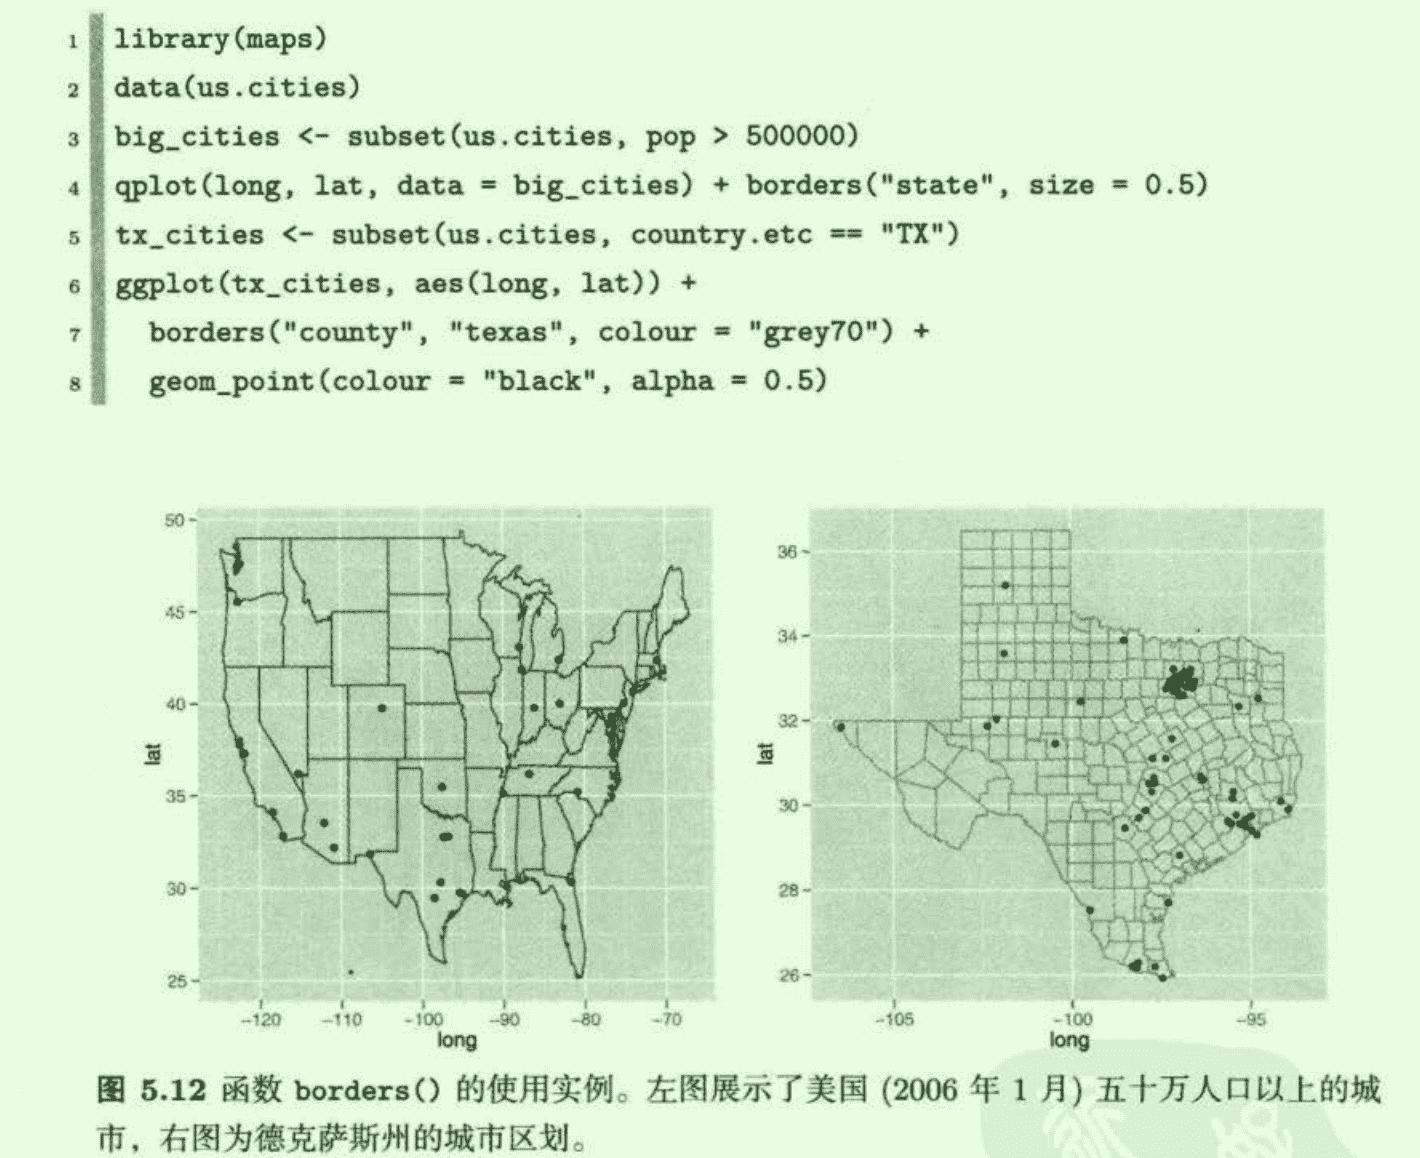 1 library(maps)
2 data(us.cities)
3 big_cities <- subset(us.cities, pop > 500000)
4 qplot(long, lat, data = big_cities) + borders("state", size = 0.5)
5 tx_cities <- subset(us.cities, country.etc == "TX")
6 ggplot(tx_cities, aes(long, lat)) +
7 borders("county", "texas", colour = "grey70") +
8 geom_point(colour = "black", alpha = 0.5)
50
45
40
35
30
25
lat
-120 -110 -100 -90 -80 -70
long
36
34
32
30
28
26
lat
-105 -100 -95
long
图 5.12 函数 borders() 的使用实例。左图展示了美国 (2006 年 1 月) 五十万人口以上的城
市，右图为德克萨斯州的城市区划。